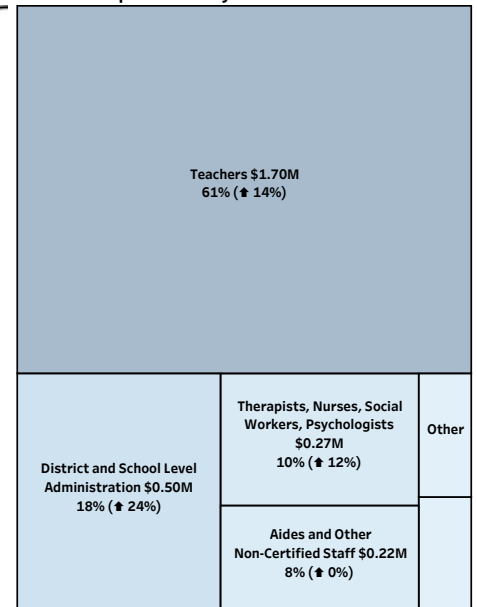 Teachers $1.70M
61% (⬆ 14%)
District and School Level
Administration $0.50M
18% (⬆ 24%)
Therapists, Nurses, Social
Workers, Psychologists
$0.27M
10% (⬆ 12%)
Aides and Other
Non-Certified Staff $0.22M
8% (⬆ 0%)
Other